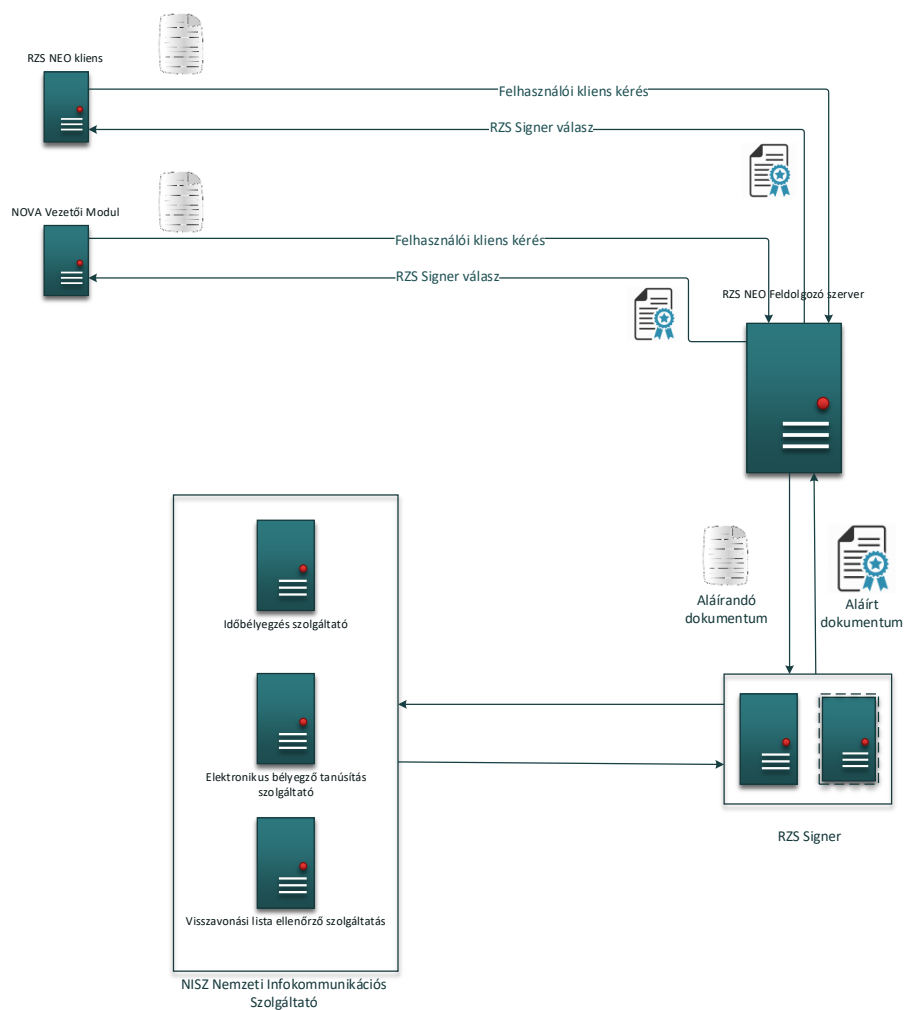 RZS NEO kliens
Felhasználói kliens kérés
RZS Signer válasz
NOVA Vezetői Modul
Felhasználói kliens kérés
RZS Signer válasz
RZS NEO Feldolgozó szerver
Aláírandó
dokumentum
Aláírt
dokumentum
Időbélyegzés szolgáltató
Elektronikus bélyegző tanúsítás
szolgáltató
Visszavonási lista ellenőrző szolgáltatás
RZS Signer
NISZ Nemzeti Infokommunikációs
Szolgáltató